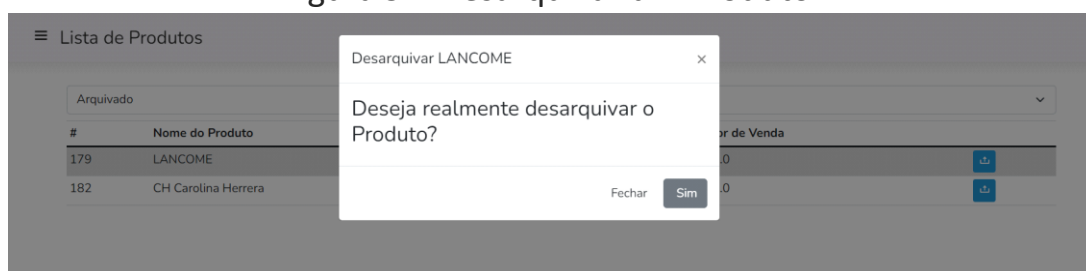 Lista de Produtos
Desarquivar LANCOME ×
Arquivado
Deseja realmente desarquivar o
Produto?
# Nome do Produto or de Venda
179 LANCOME .0
182 CH Carolina Herrera .0
Fechar Sim